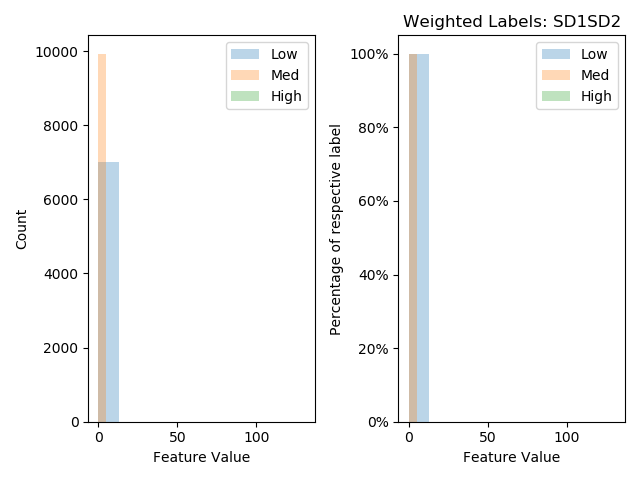 Weighted Labels: SD1SD2
Count
10000
8000
6000
4000
2000
0
0 50 100
Feature Value
Low
Med
High
Percentage of respective label
100%
80%
60%
40%
20%
0%
0 50 100
Feature Value
Low
Med
High